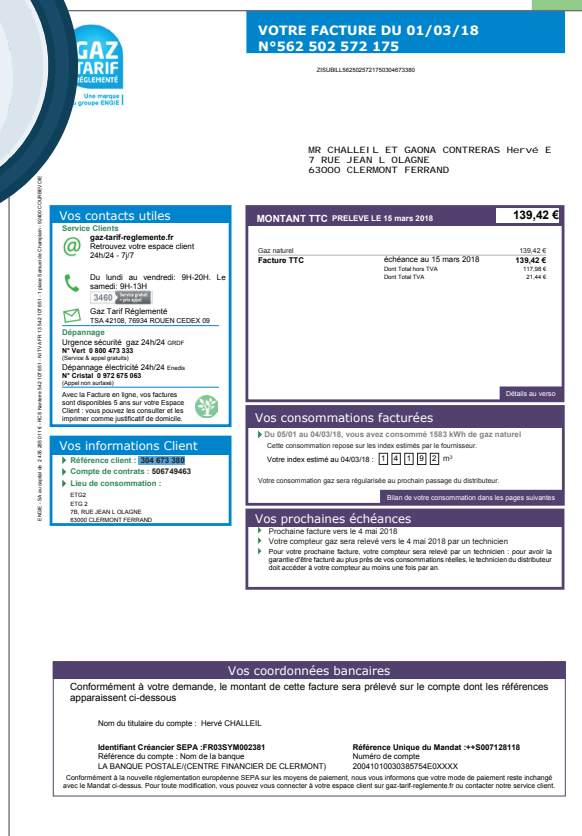 GAZ
TARIF
RÉGLEMENTÉ
Une marque
du groupe ENGIE
VOTRE FACTURE DU 01/03/18
N°562 502 572 175
ZISUBILL5625025721750304673380
MR CHALLEIL ET GAONA CONTRERAS Hervé E
7 RUE JEAN L OLAGNE
63000 CLERMONT FERRAND
Vos contacts utiles
Service Clients
gaz-tarif-reglemente.fr
Retrouvez votre espace client
24h/24 - 7j/7
Du lundi au vendredi: 9H-20H. Le
samedi: 9H-13H
3460 Service gratuit + prix appel
Gaz Tarif Réglementé
TSA 42108, 76934 ROUEN CEDEX 09
Dépannage
Urgence sécurité gaz 24h/24 GRDF
N° Vert 0 800 473 333
(Service & appel gratuits)
Dépannage électricité 24h/24 Enedis
N° Cristal 0 972 675 063
(Appel non surtaxé)
Avec la Facture en ligne, vos factures
sont disponibles 5 ans sur votre Espace
Client : vous pouvez les consulter et les
imprimer comme justificatif de domicile.
Vos informations Client
Référence client : 304 673 380
Compte de contrats : 506749463
Lieu de consommation :
ETG2
ETG 2
7B, RUE JEAN L OLAGNE
63000 CLERMONT FERRAND
MONTANT TTC PRELEVE LE 15 mars 2018 139,42 €
Gaz naturel 139,42 €
Facture TTC échéance au 15 mars 2018 139,42 €
Dont Total hors TVA 117,98 €
Dont Total TVA 21,44 €
Détails au verso
Vos consommations facturées
Du 05/01 au 04/03/18, vous avez consommé 1583 kWh de gaz naturel
Cette consommation repose sur les index estimés par le fournisseur.
Votre index estimé au 04/03/18 : 1 4 1 9 2 m³
Votre consommation gaz sera régularisée au prochain passage du distributeur.
Bilan de votre consommation dans les pages suivantes
Vos prochaines échéances
Prochaine facture vers le 4 mai 2018
Votre compteur gaz sera relevé vers le 4 mai 2018 par un technicien
Pour votre prochaine facture, votre compteur sera relevé par un technicien : pour avoir la
garantie d'être facturé au plus près de vos consommations réelles, le technicien du distributeur
doit accéder à votre compteur au moins une fois par an.
Vos coordonnées bancaires
Conformément à votre demande, le montant de cette facture sera prélevé sur le compte dont les références
apparaissent ci-dessous
Nom du titulaire du compte : Hervé CHALLEIL
Identifiant Créancier SEPA :FR03SYM002381 Référence Unique du Mandat :++S007128118
Référence du compte : Nom de la banque Numéro de compte
LA BANQUE POSTALE/(CENTRE FINANCIER DE CLERMONT) 20041010030385754E0XXXX
Conformément à la nouvelle réglementation européenne SEPA sur les moyens de paiement, nous vous informons que votre mode de paiement reste inchangé
avec le Mandat ci-dessus. Pour toute modification, vous pouvez vous connecter à votre espace client sur gaz-tarif-reglemente.fr ou contacter notre service client.